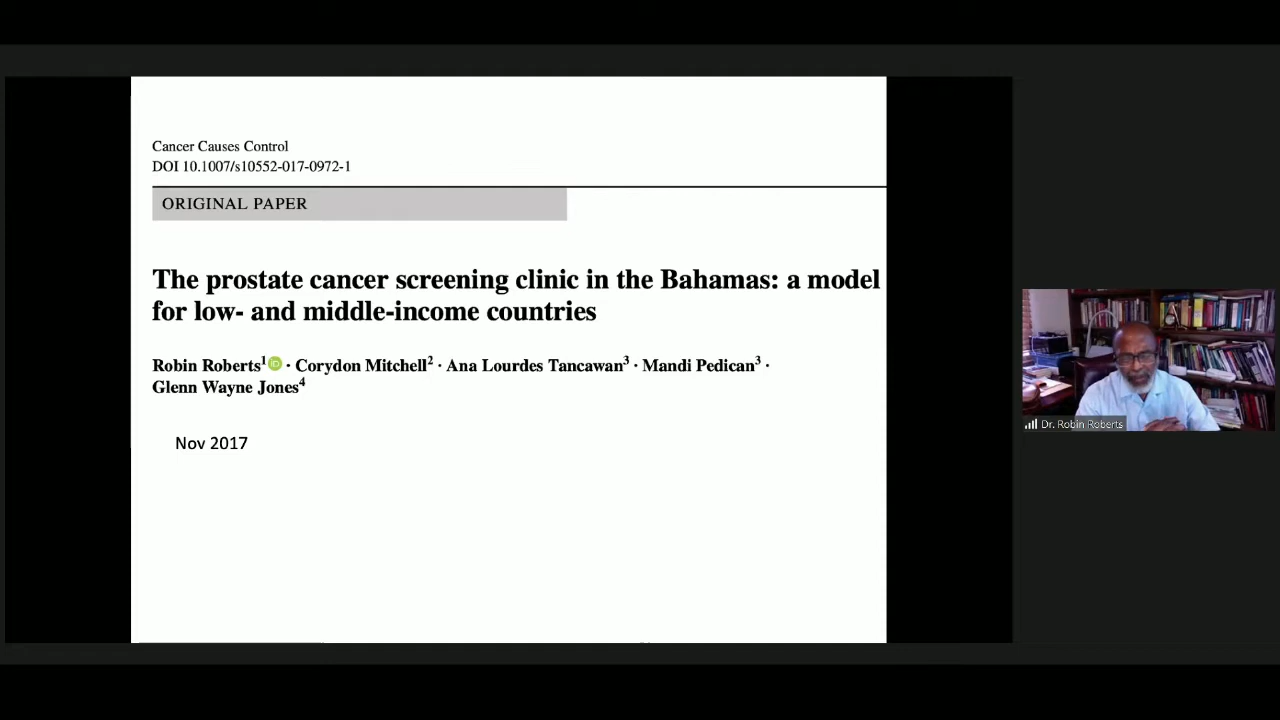 Cancer Causes Control
DOI 10.1007/s10552-017-0972-1
ORIGINAL PAPER
The prostate cancer screening clinic in the Bahamas: a model
for low- and middle-income countries
Robin Roberts¹ iD · Corydon Mitchell² · Ana Lourdes Tancawan³ · Mandi Pedican³ ·
Glenn Wayne Jones⁴
Nov 2017
Dr. Robin Roberts